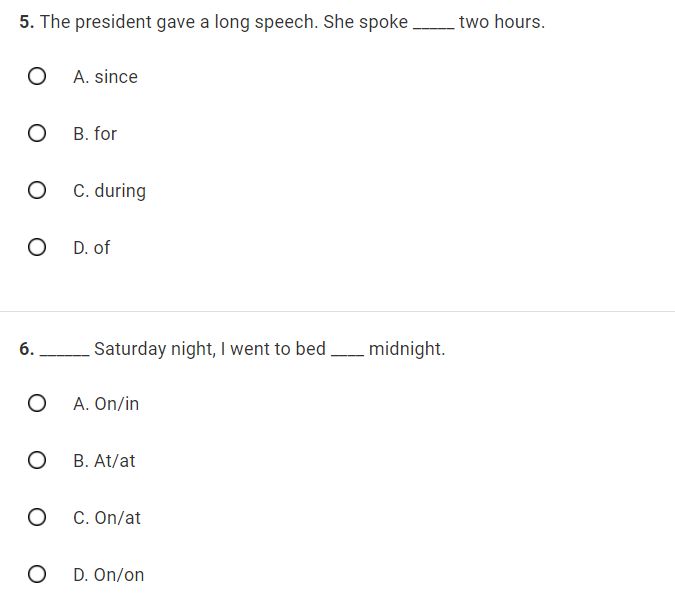 5. The president gave a long speech. She spoke _____ two hours.
A. since
B. for
C. during
D. of
6. ______ Saturday night, I went to bed ____ midnight.
A. On/in
B. At/at
C. On/at
D. On/on